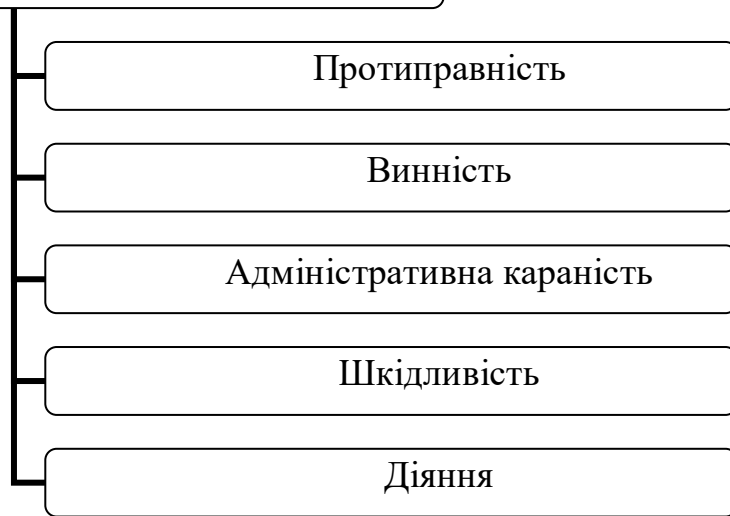 Протиправність
Винність
Адміністративна караність
Шкідливість
Діяння